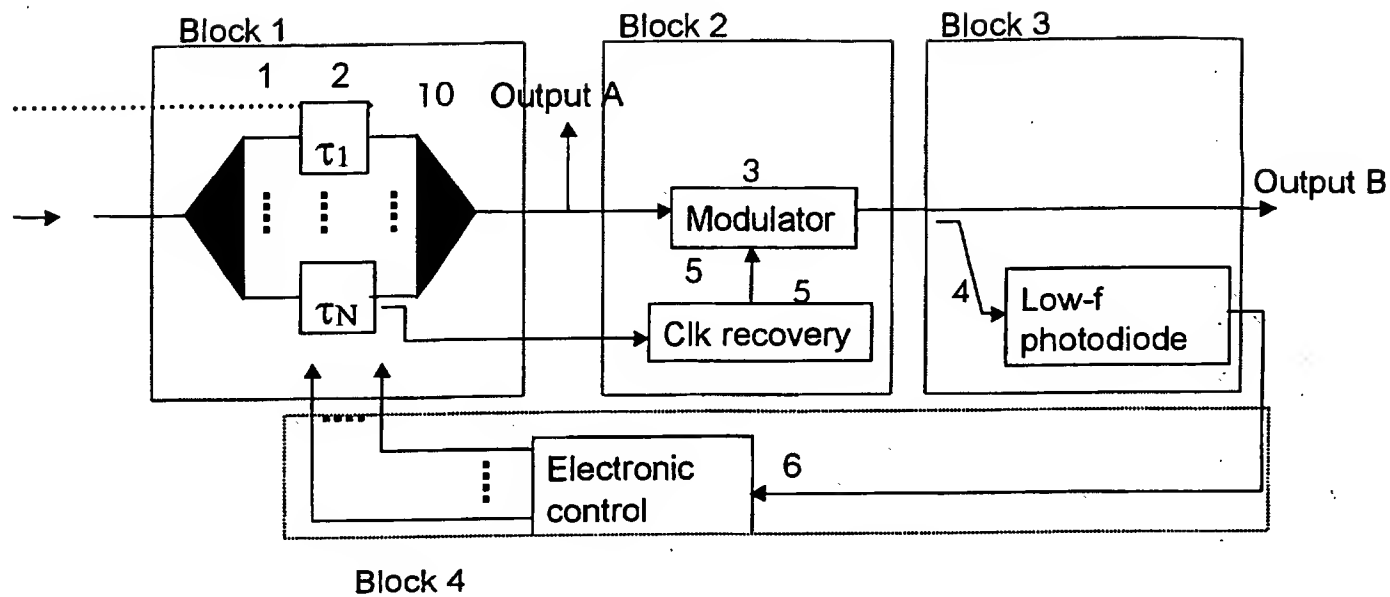 Block 1
Block 2
Block 3
1
2
10
Output A
τ1
3
Output B
Modulator
5
5
4
Low-f
photodiode
τN
Clk recovery
Electronic
control
6
Block 4